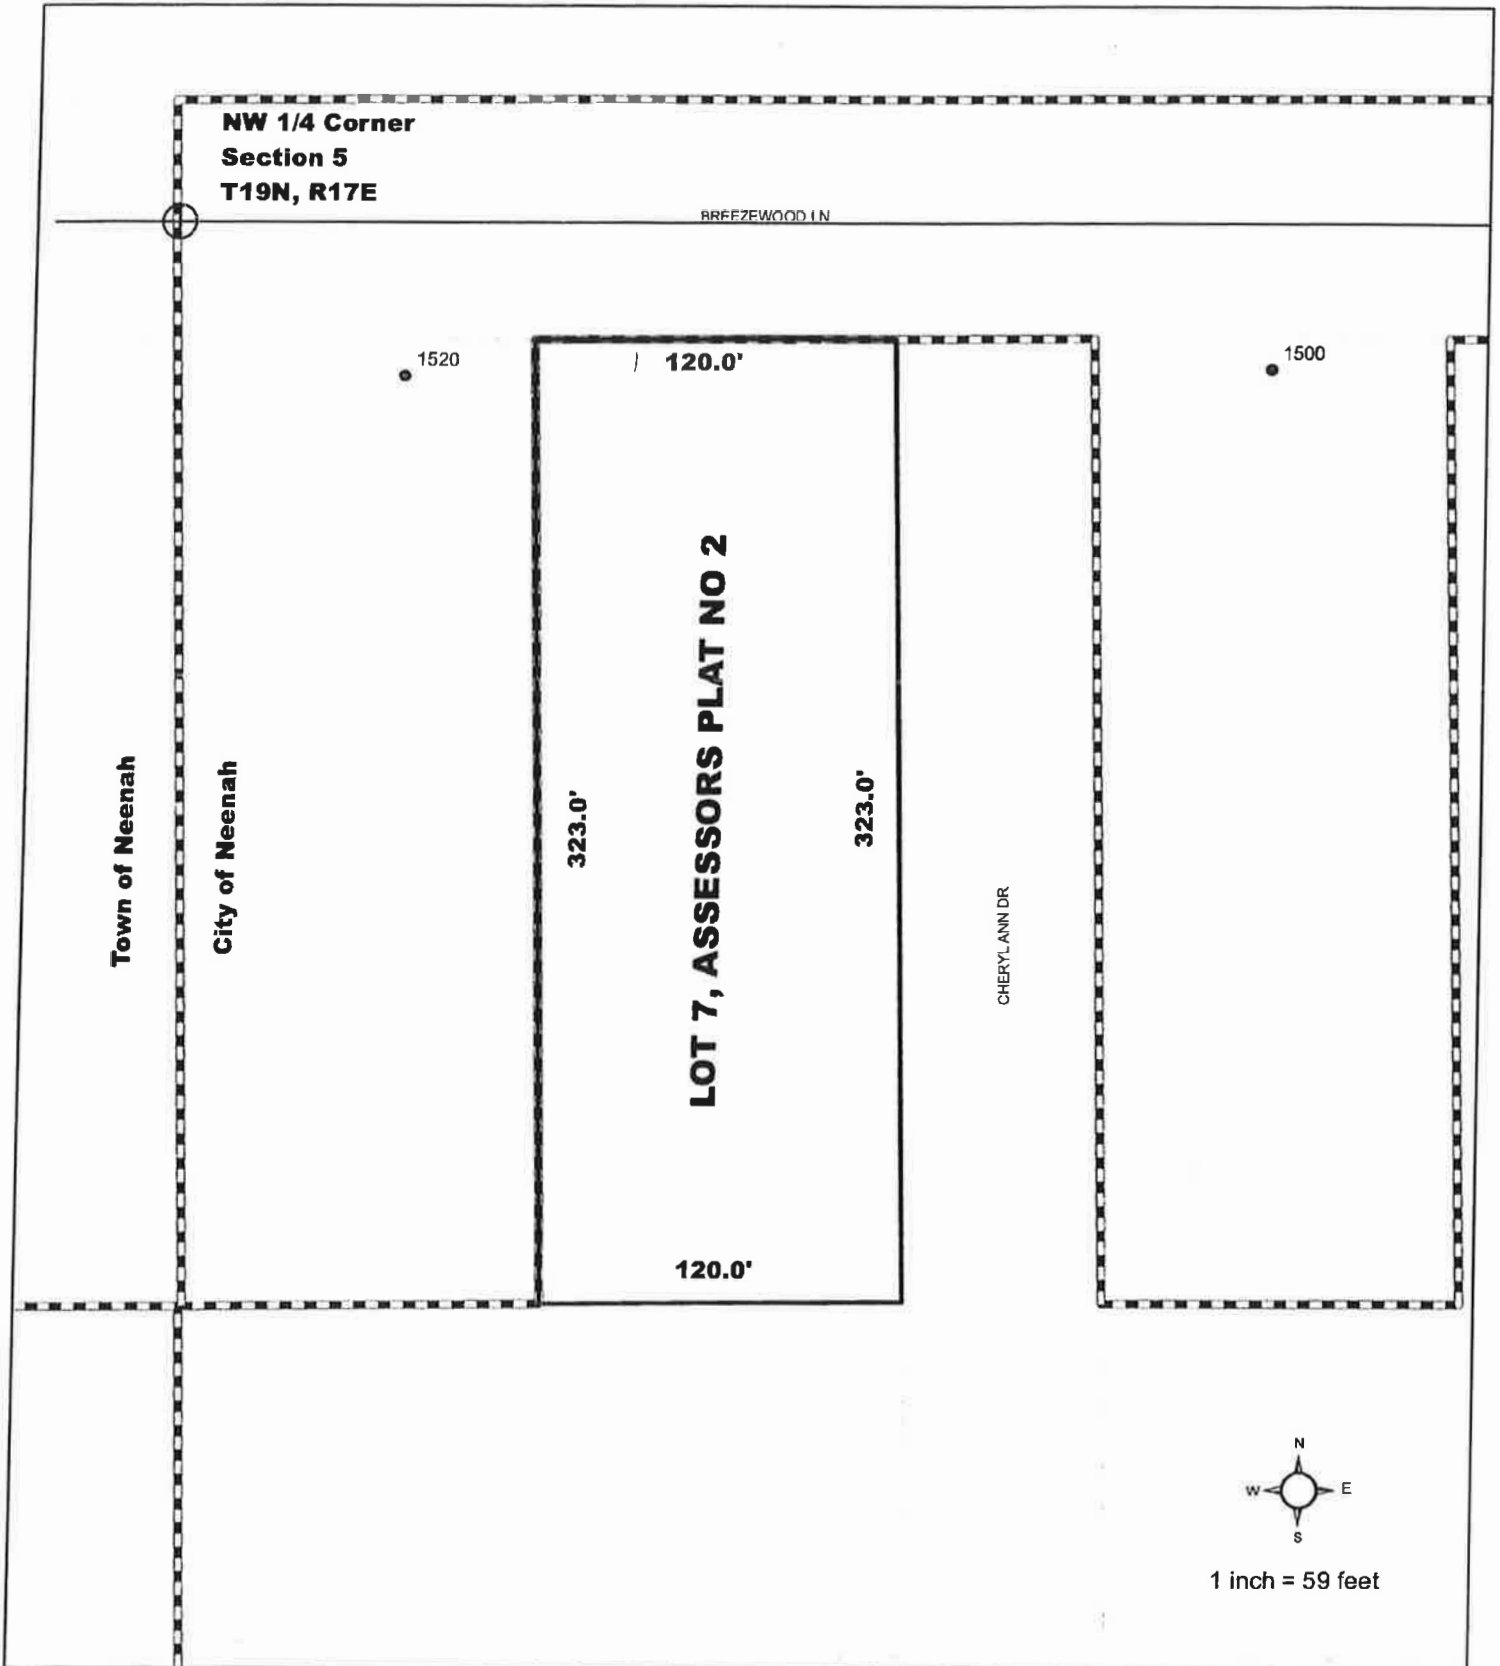 NW 1/4 Corner
Section 5
T19N, R17E
BREEZEWOOD LN
1520
120.0'
1500
LOT 7, ASSESSORS PLAT NO 2
Town of Neenah
City of Neenah
323.0'
323.0'
CHERYL ANN DR
120.0'
N
W
E
S
1 inch = 59 feet